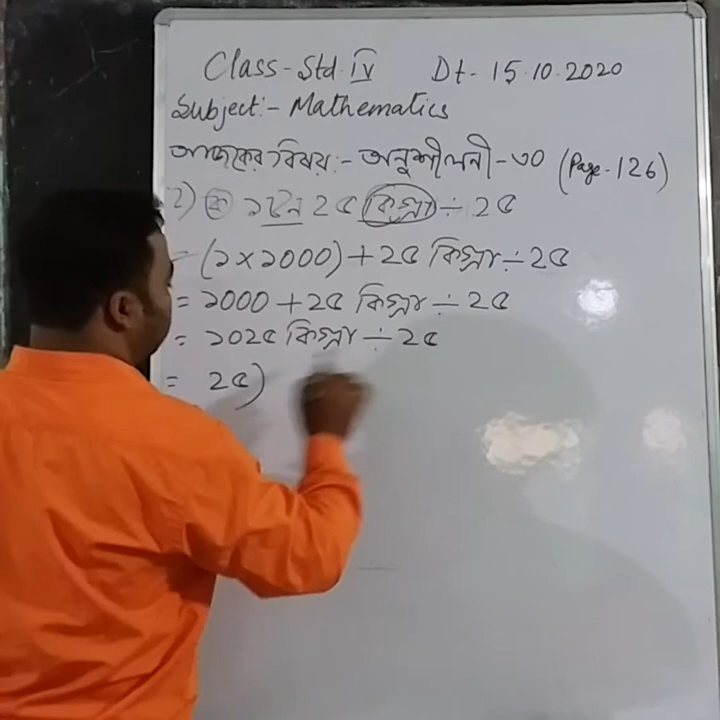 Class-Std. IV Dt- 15.10.2020
Subject:- Mathematics
আজকের বিষয়:- অনুশীলনী-৩০ (Page-126)
২) ক ১টন ২৫ কিগ্রা ÷ ২৫
= (১×১০০০)+২৫ কিগ্রা ÷ ২৫
= ১০০০+২৫ কিগ্রা ÷ ২৫
= ১০২৫ কিগ্রা ÷ ২৫
= ২৫)